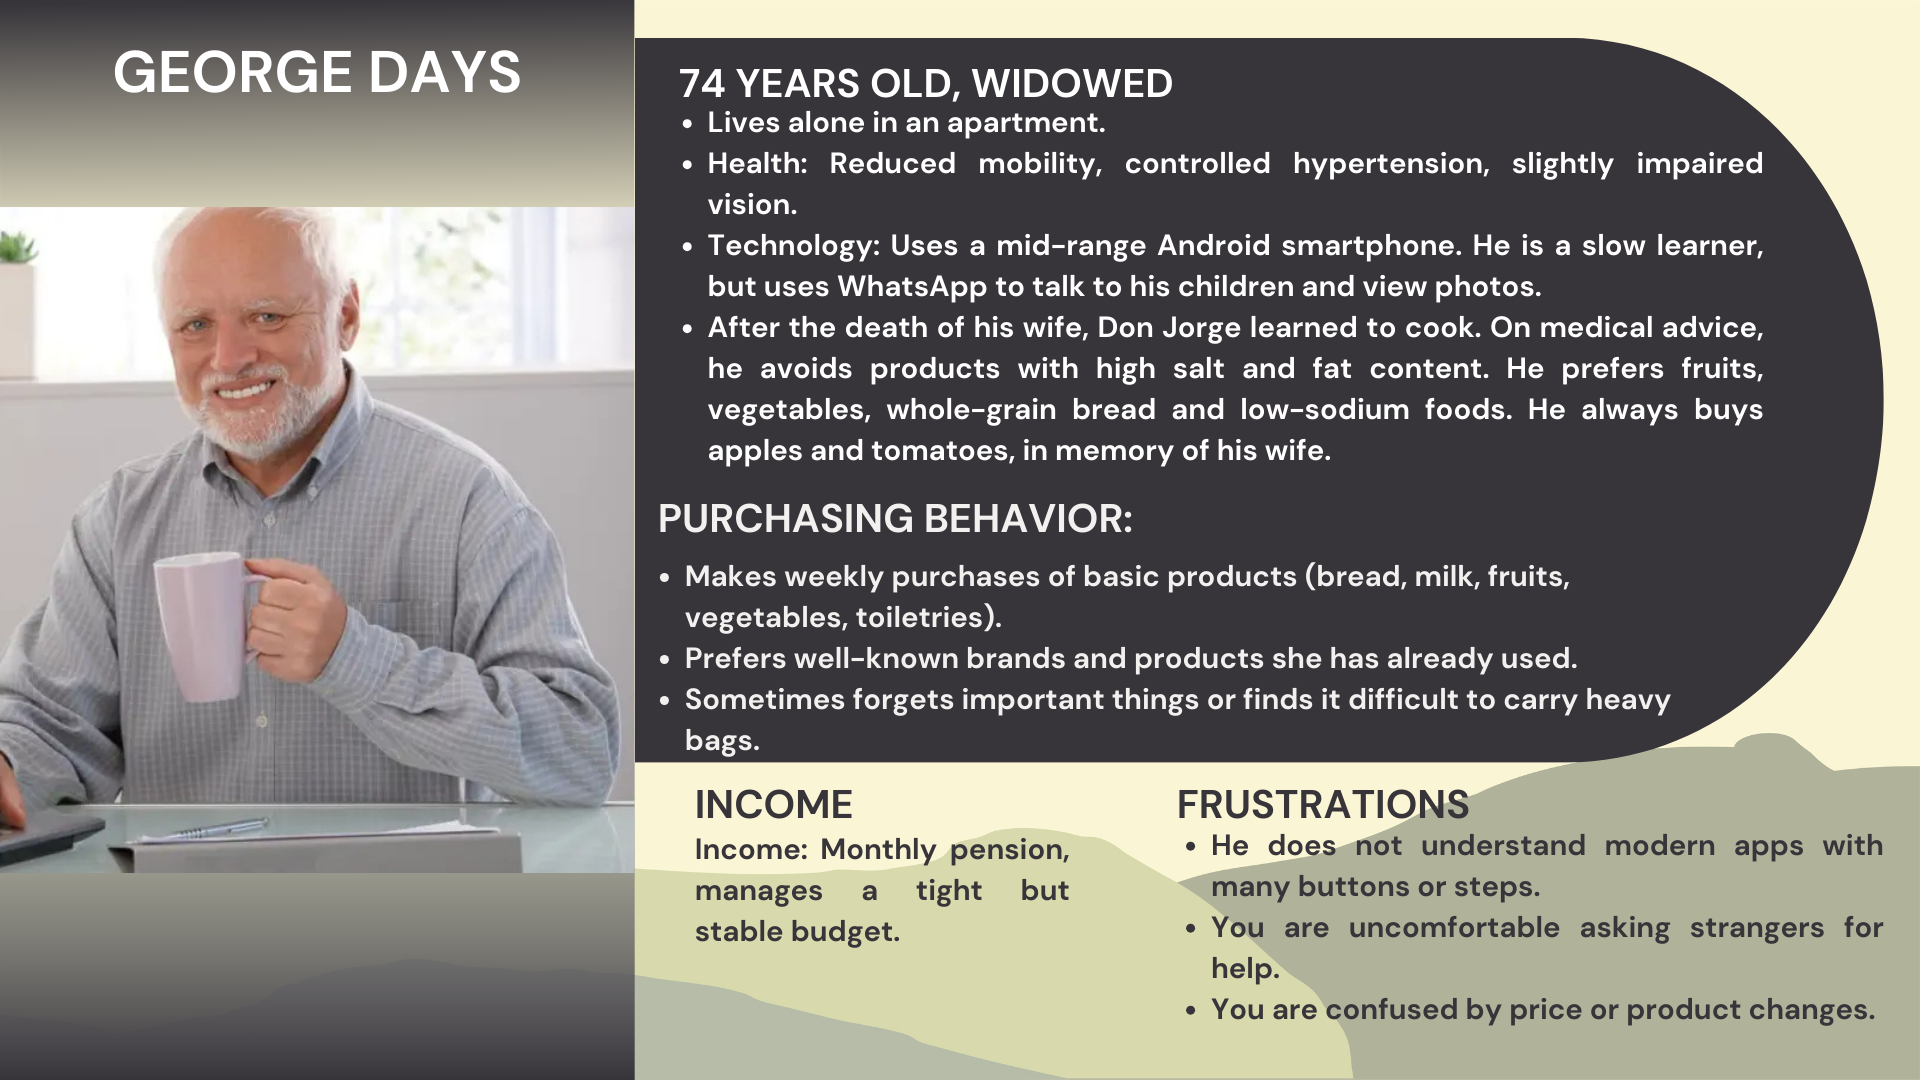 GEORGE DAYS
74 YEARS OLD, WIDOWED
• Lives alone in an apartment.
• Health: Reduced mobility, controlled hypertension, slightly impaired
vision.
• Technology: Uses a mid-range Android smartphone. He is a slow learner,
but uses WhatsApp to talk to his children and view photos.
• After the death of his wife, Don Jorge learned to cook. On medical advice,
he avoids products with high salt and fat content. He prefers fruits,
vegetables, whole-grain bread and low-sodium foods. He always buys
apples and tomatoes, in memory of his wife.
PURCHASING BEHAVIOR:
• Makes weekly purchases of basic products (bread, milk, fruits,
vegetables, toiletries).
• Prefers well-known brands and products she has already used.
• Sometimes forgets important things or finds it difficult to carry heavy
bags.
INCOME
Income: Monthly pension,
manages a tight but
stable budget.
FRUSTRATIONS
• He does not understand modern apps with
many buttons or steps.
• You are uncomfortable asking strangers for
help.
• You are confused by price or product changes.